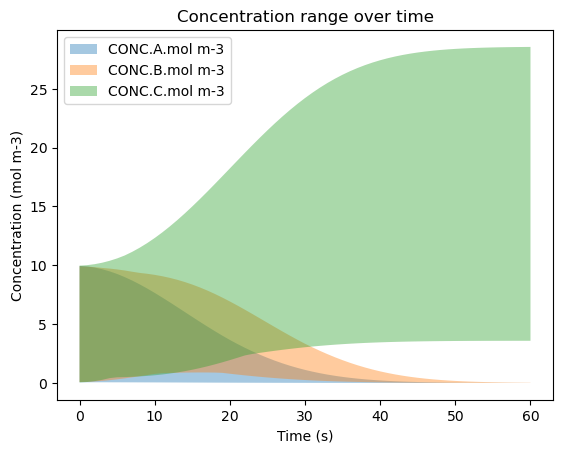 Concentration range over time
CONC.A.mol m-3
CONC.B.mol m-3
CONC.C.mol m-3
Concentration (mol m-3)
25
20
15
10
5
0
0 10 20 30 40 50 60
Time (s)